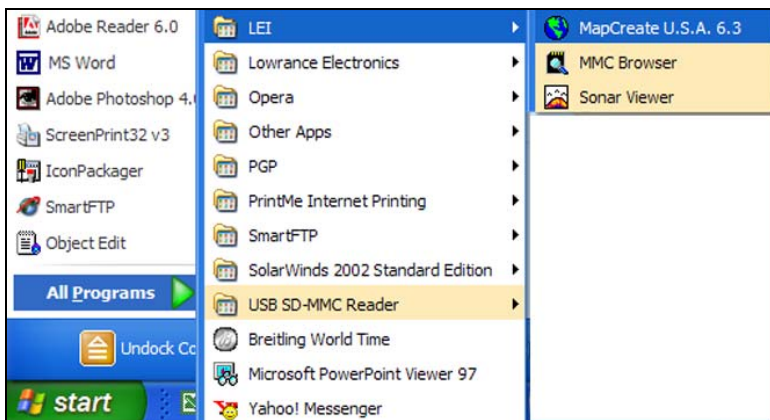 Adobe Reader 6.0
MS Word
Adobe Photoshop 4.
ScreenPrint32 v3
IconPackager
SmartFTP
Object Edit
All Programs
Undock Co
start
LEI
Lowrance Electronics
Opera
Other Apps
PGP
PrintMe Internet Printing
SmartFTP
SolarWinds 2002 Standard Edition
USB SD-MMC Reader
Breitling World Time
Microsoft PowerPoint Viewer 97
Yahoo! Messenger
MapCreate U.S.A. 6.3
MMC Browser
Sonar Viewer